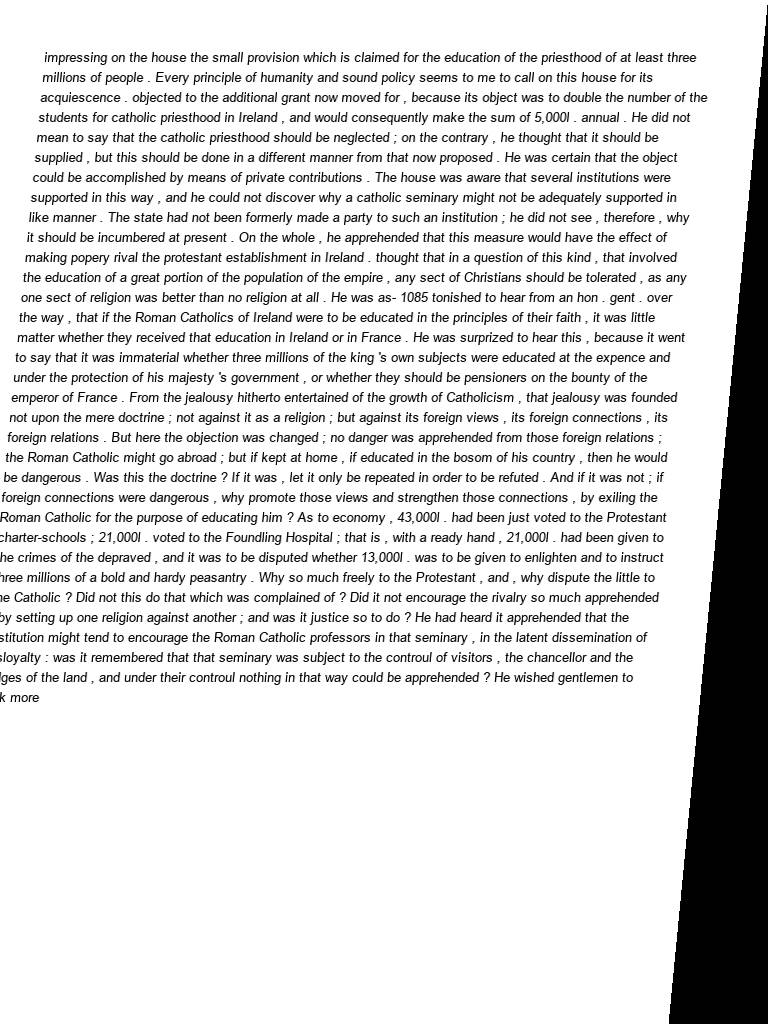 impressing on the house the small provision which is claimed for the education of the priesthood of at least three
millions of people . Every principle of humanity and sound policy seems to me to call on this house for its
acquiescence . objected to the additional grant now moved for , because its object was to double the number of the
students for catholic priesthood in Ireland , and would consequently make the sum of 5,000l . annual . He did not
mean to say that the catholic priesthood should be neglected ; on the contrary , he thought that it should be
supplied , but this should be done in a different manner from that now proposed . He was certain that the object
could be accomplished by means of private contributions . The house was aware that several institutions were
supported in this way , and he could not discover why a catholic seminary might not be adequately supported in
like manner . The state had not been formerly made a party to such an institution ; he did not see , therefore , why
it should be incumbered at present . On the whole , he apprehended that this measure would have the effect of
making popery rival the protestant establishment in Ireland . thought that in a question of this kind , that involved
the education of a great portion of the population of the empire , any sect of Christians should be tolerated , as any
one sect of religion was better than no religion at all . He was as- 1085 tonished to hear from an hon . gent . over
the way , that if the Roman Catholics of Ireland were to be educated in the principles of their faith , it was little
matter whether they received that education in Ireland or in France . He was surprized to hear this , because it went
to say that it was immaterial whether three millions of the king 's own subjects were educated at the expence and
under the protection of his majesty 's government , or whether they should be pensioners on the bounty of the
emperor of France . From the jealousy hitherto entertained of the growth of Catholicism , that jealousy was founded
not upon the mere doctrine ; not against it as a religion ; but against its foreign views , its foreign connections , its
foreign relations . But here the objection was changed ; no danger was apprehended from those foreign relations ;
the Roman Catholic might go abroad ; but if kept at home , if educated in the bosom of his country , then he would
be dangerous . Was this the doctrine ? If it was , let it only be repeated in order to be refuted . And if it was not ; if
foreign connections were dangerous , why promote those views and strengthen those connections , by exiling the
Roman Catholic for the purpose of educating him ? As to economy , 43,000l . had been just voted to the Protestant
charter-schools ; 21,000l . voted to the Foundling Hospital ; that is , with a ready hand , 21,000l . had been given to
he crimes of the depraved , and it was to be disputed whether 13,000l . was to be given to enlighten and to instruct
hree millions of a bold and hardy peasantry . Why so much freely to the Protestant , and , why dispute the little to
he Catholic ? Did not this do that which was complained of ? Did it not encourage the rivalry so much apprehended
by setting up one religion against another ; and was it justice so to do ? He had heard it apprehended that the
stitution might tend to encourage the Roman Catholic professors in that seminary , in the latent dissemination of
sloyalty : was it remembered that that seminary was subject to the controul of visitors , the chancellor and the
ges of the land , and under their controul nothing in that way could be apprehended ? He wished gentlemen to
k more